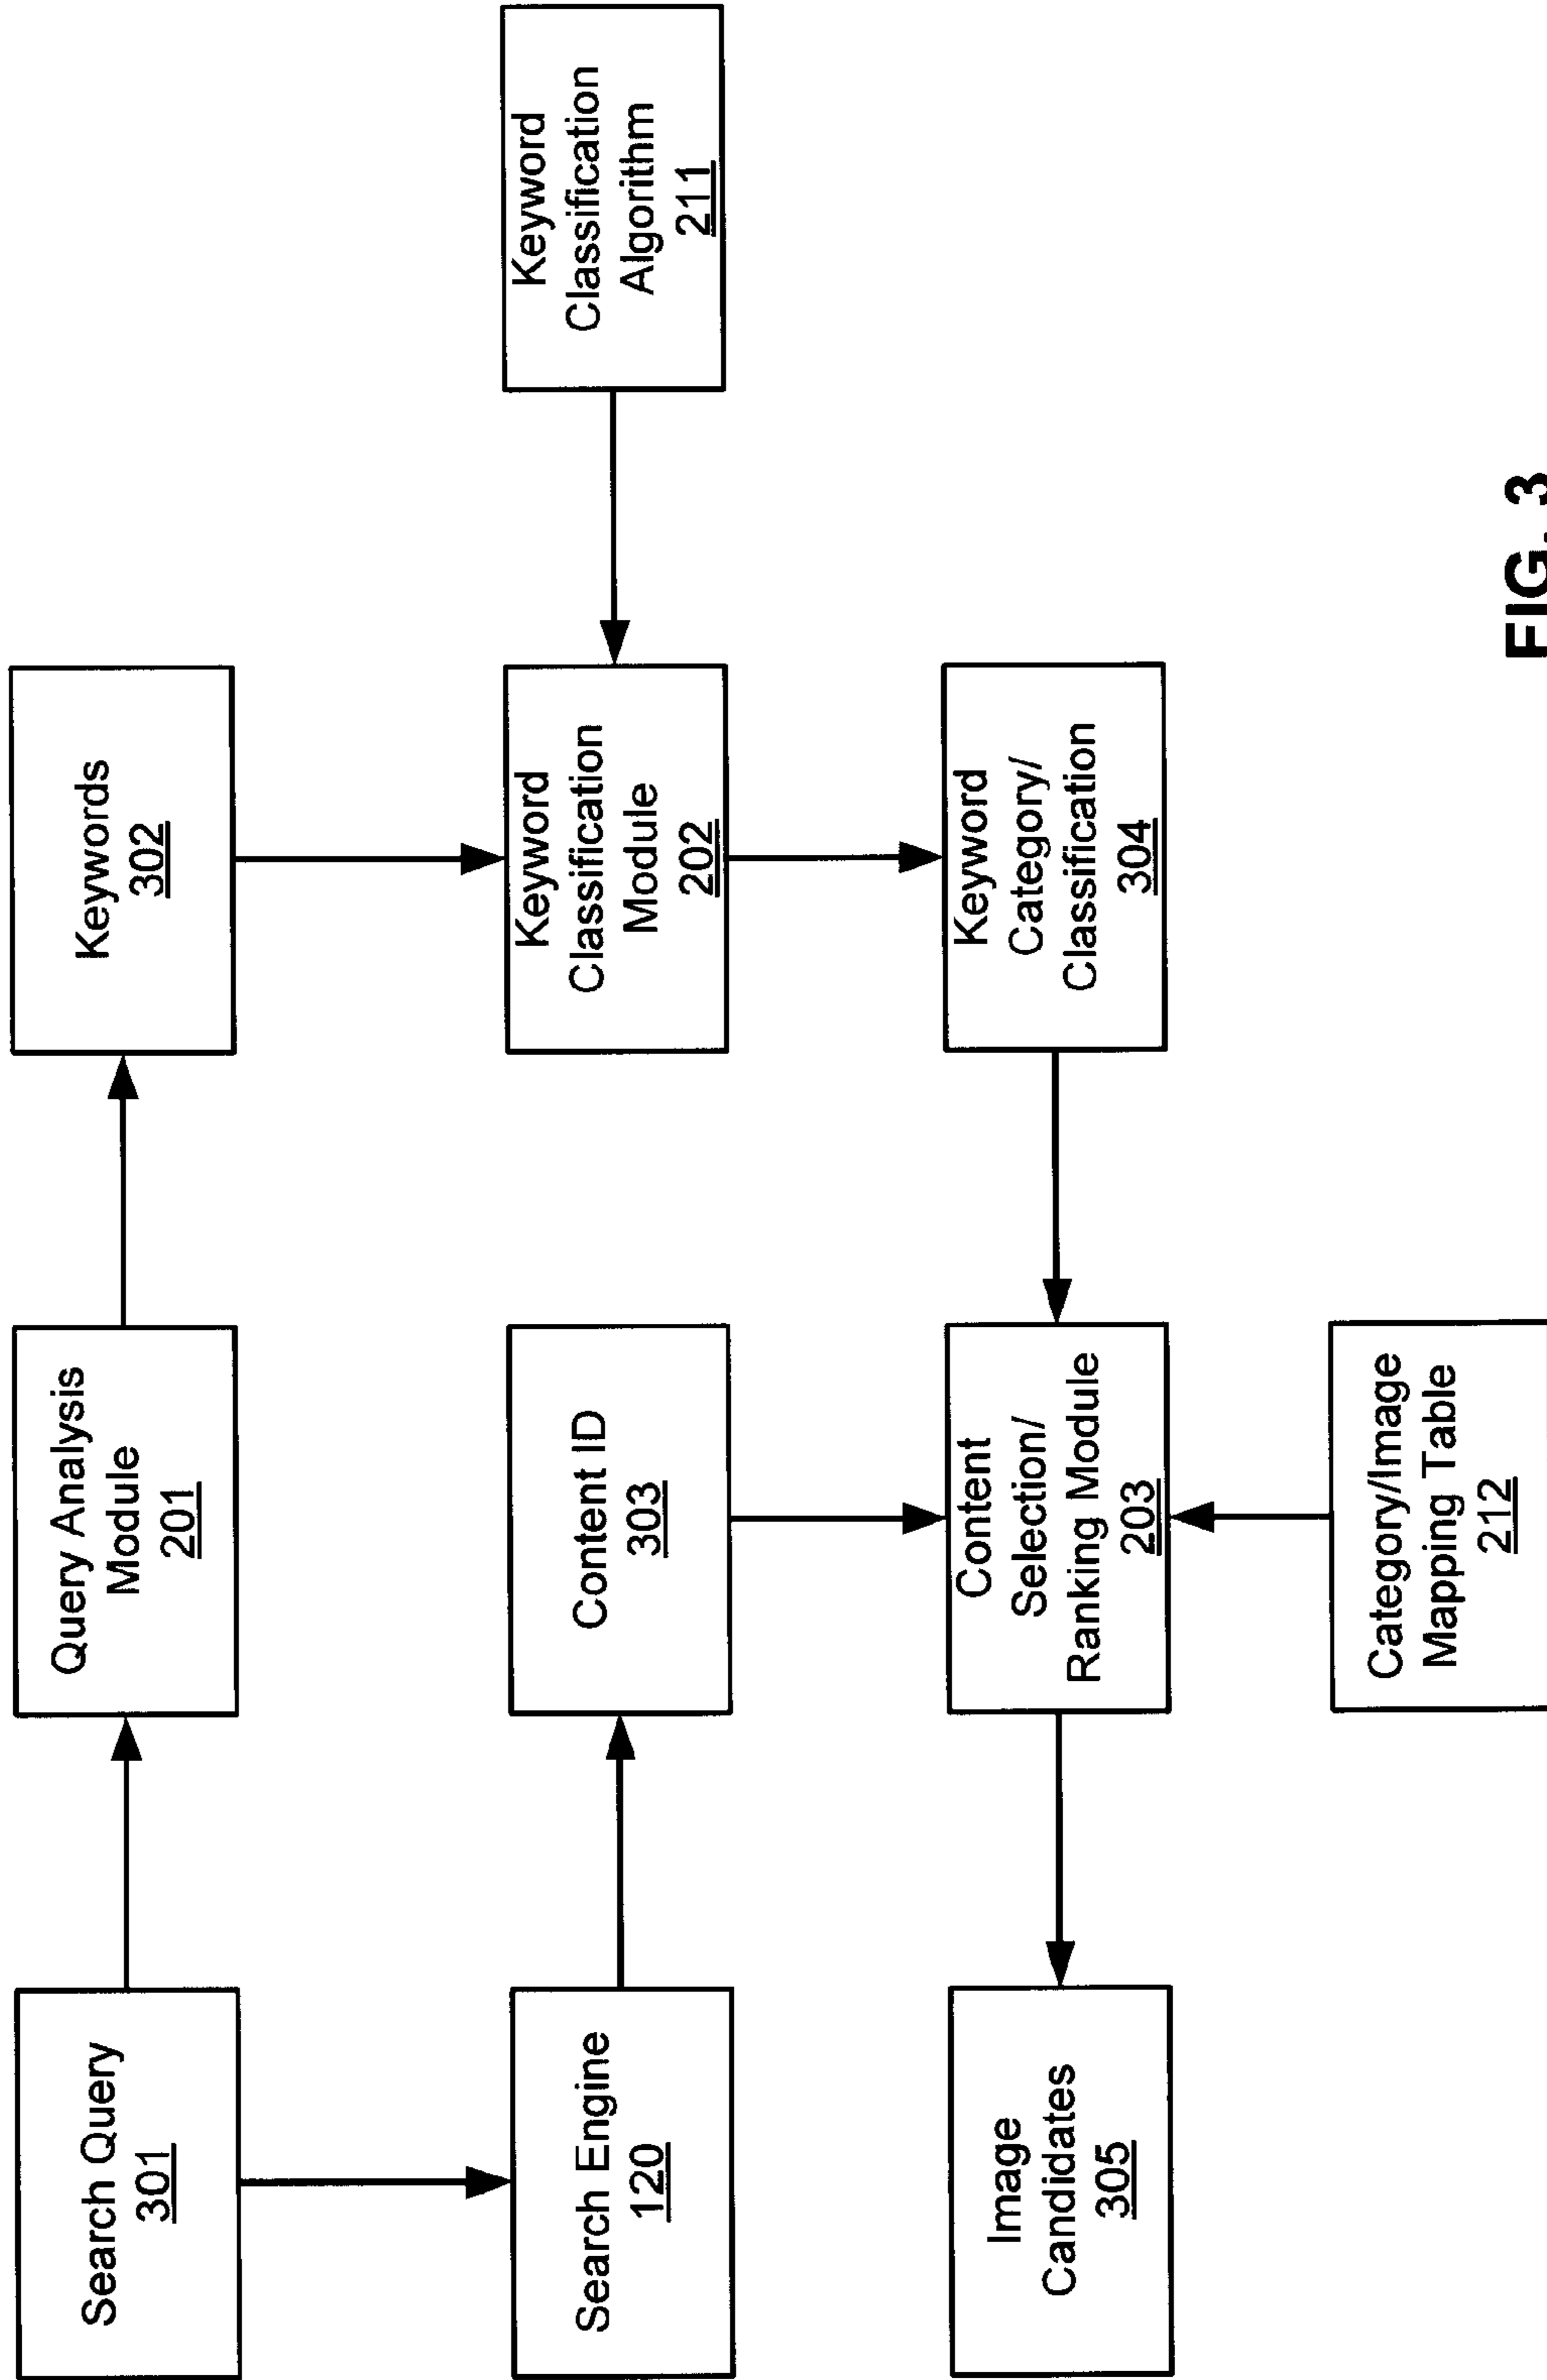 Search Query
301
Query Analysis
Module
201
Keywords
302
Search Engine
120
Content ID
303
Keyword
Classification
Module
202
Keyword
Classification
Algorithm
211
Image
Candidates
305
Content
Selection/
Ranking Module
203
Keyword
Category/
Classification
304
Category/Image
Mapping Table
212
FIG. 3